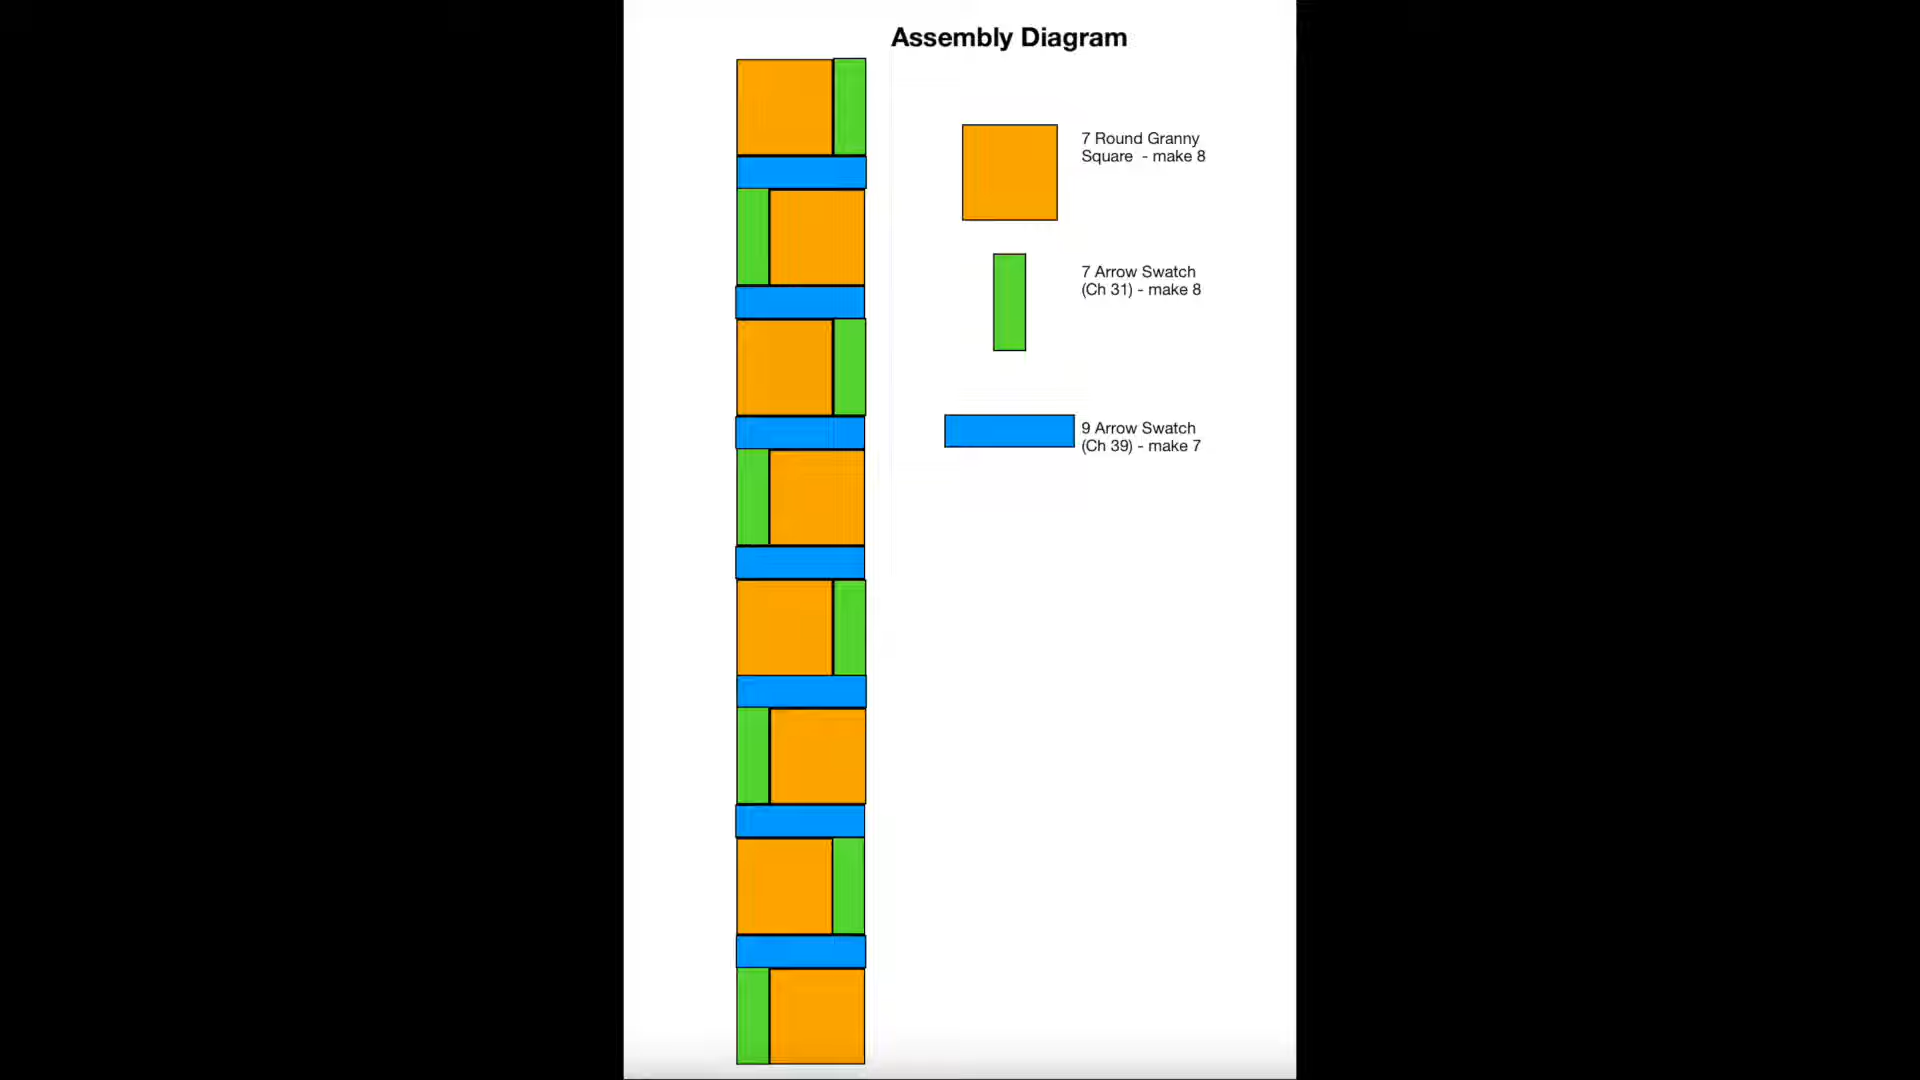 Assembly Diagram
7 Round Granny
Square  - make 8
7 Arrow Swatch
(Ch 31) - make 8
9 Arrow Swatch
(Ch 39) - make 7